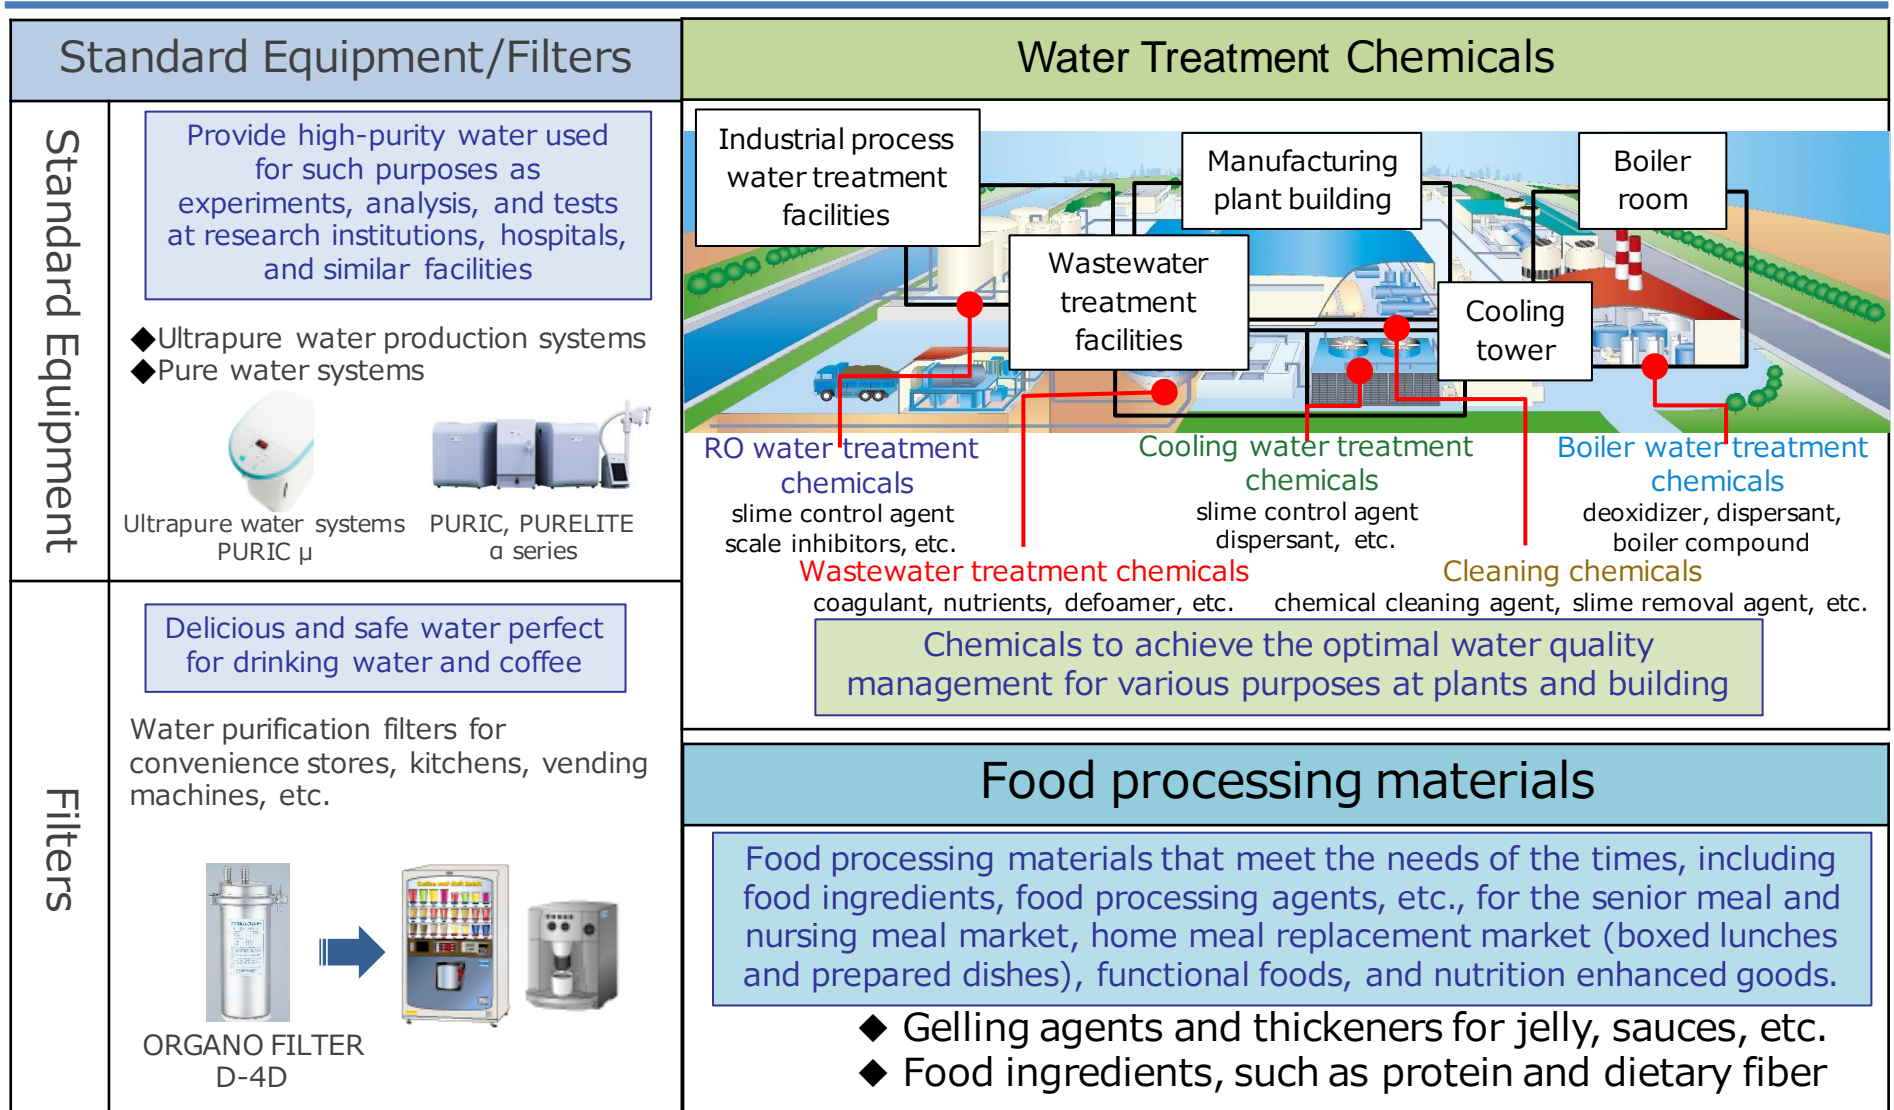 Standard Equipment/Filters
Standard Equipment
Provide high-purity water used
for such purposes as
experiments, analysis, and tests
at research institutions, hospitals,
and similar facilities
◆Ultrapure water production systems
◆Pure water systems
Ultrapure water systems
PURIC μ
PURIC, PURELITE
α series
Filters
Delicious and safe water perfect
for drinking water and coffee
Water purification filters for
convenience stores, kitchens, vending
machines, etc.
ORGANO FILTER
D-4D
Water Treatment Chemicals
Industrial process
water treatment
facilities
Manufacturing
plant building
Boiler
room
Wastewater
treatment
facilities
Cooling
tower
RO water treatment
chemicals
slime control agent
scale inhibitors, etc.
Cooling water treatment
chemicals
slime control agent
dispersant, etc.
Boiler water treatment
chemicals
deoxidizer, dispersant,
boiler compound
Wastewater treatment chemicals
coagulant, nutrients, defoamer, etc.
Cleaning chemicals
chemical cleaning agent, slime removal agent, etc.
Chemicals to achieve the optimal water quality
management for various purposes at plants and building
Food processing materials
Food processing materials that meet the needs of the times, including
food ingredients, food processing agents, etc., for the senior meal and
nursing meal market, home meal replacement market (boxed lunches
and prepared dishes), functional foods, and nutrition enhanced goods.
◆ Gelling agents and thickeners for jelly, sauces, etc.
◆ Food ingredients, such as protein and dietary fiber